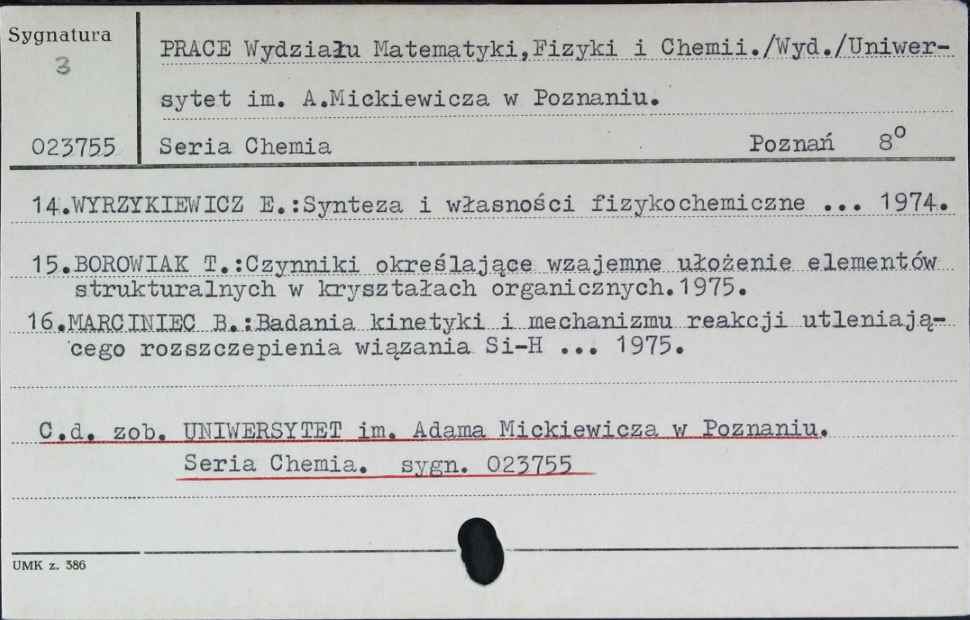 Sygnatura
3
PRACE Wydziału Matematyki,Fizyki i Chemii./Wyd./Uniwer-
sytet im. A.Mickiewicza w Poznaniu.
023755 Seria Chemia Poznań 8°
14.WYRZYKIEWICZ E.:Synteza i własności fizykochemiczne ... 1974.
15.BOROWIAK T.:Czynniki określające wzajemne ułożenie elementów
strukturalnych w kryształach organicznych.1975.
16.MARCINIEC B.:Badania kinetyki i mechanizmu reakcji utleniają-
cego rozszczepienia wiązania Si-H ... 1975.
C.d. zob. UNIWERSYTET im. Adama Mickiewicza w Poznaniu.
Seria Chemia. sygn. 023755
UMK z. 386